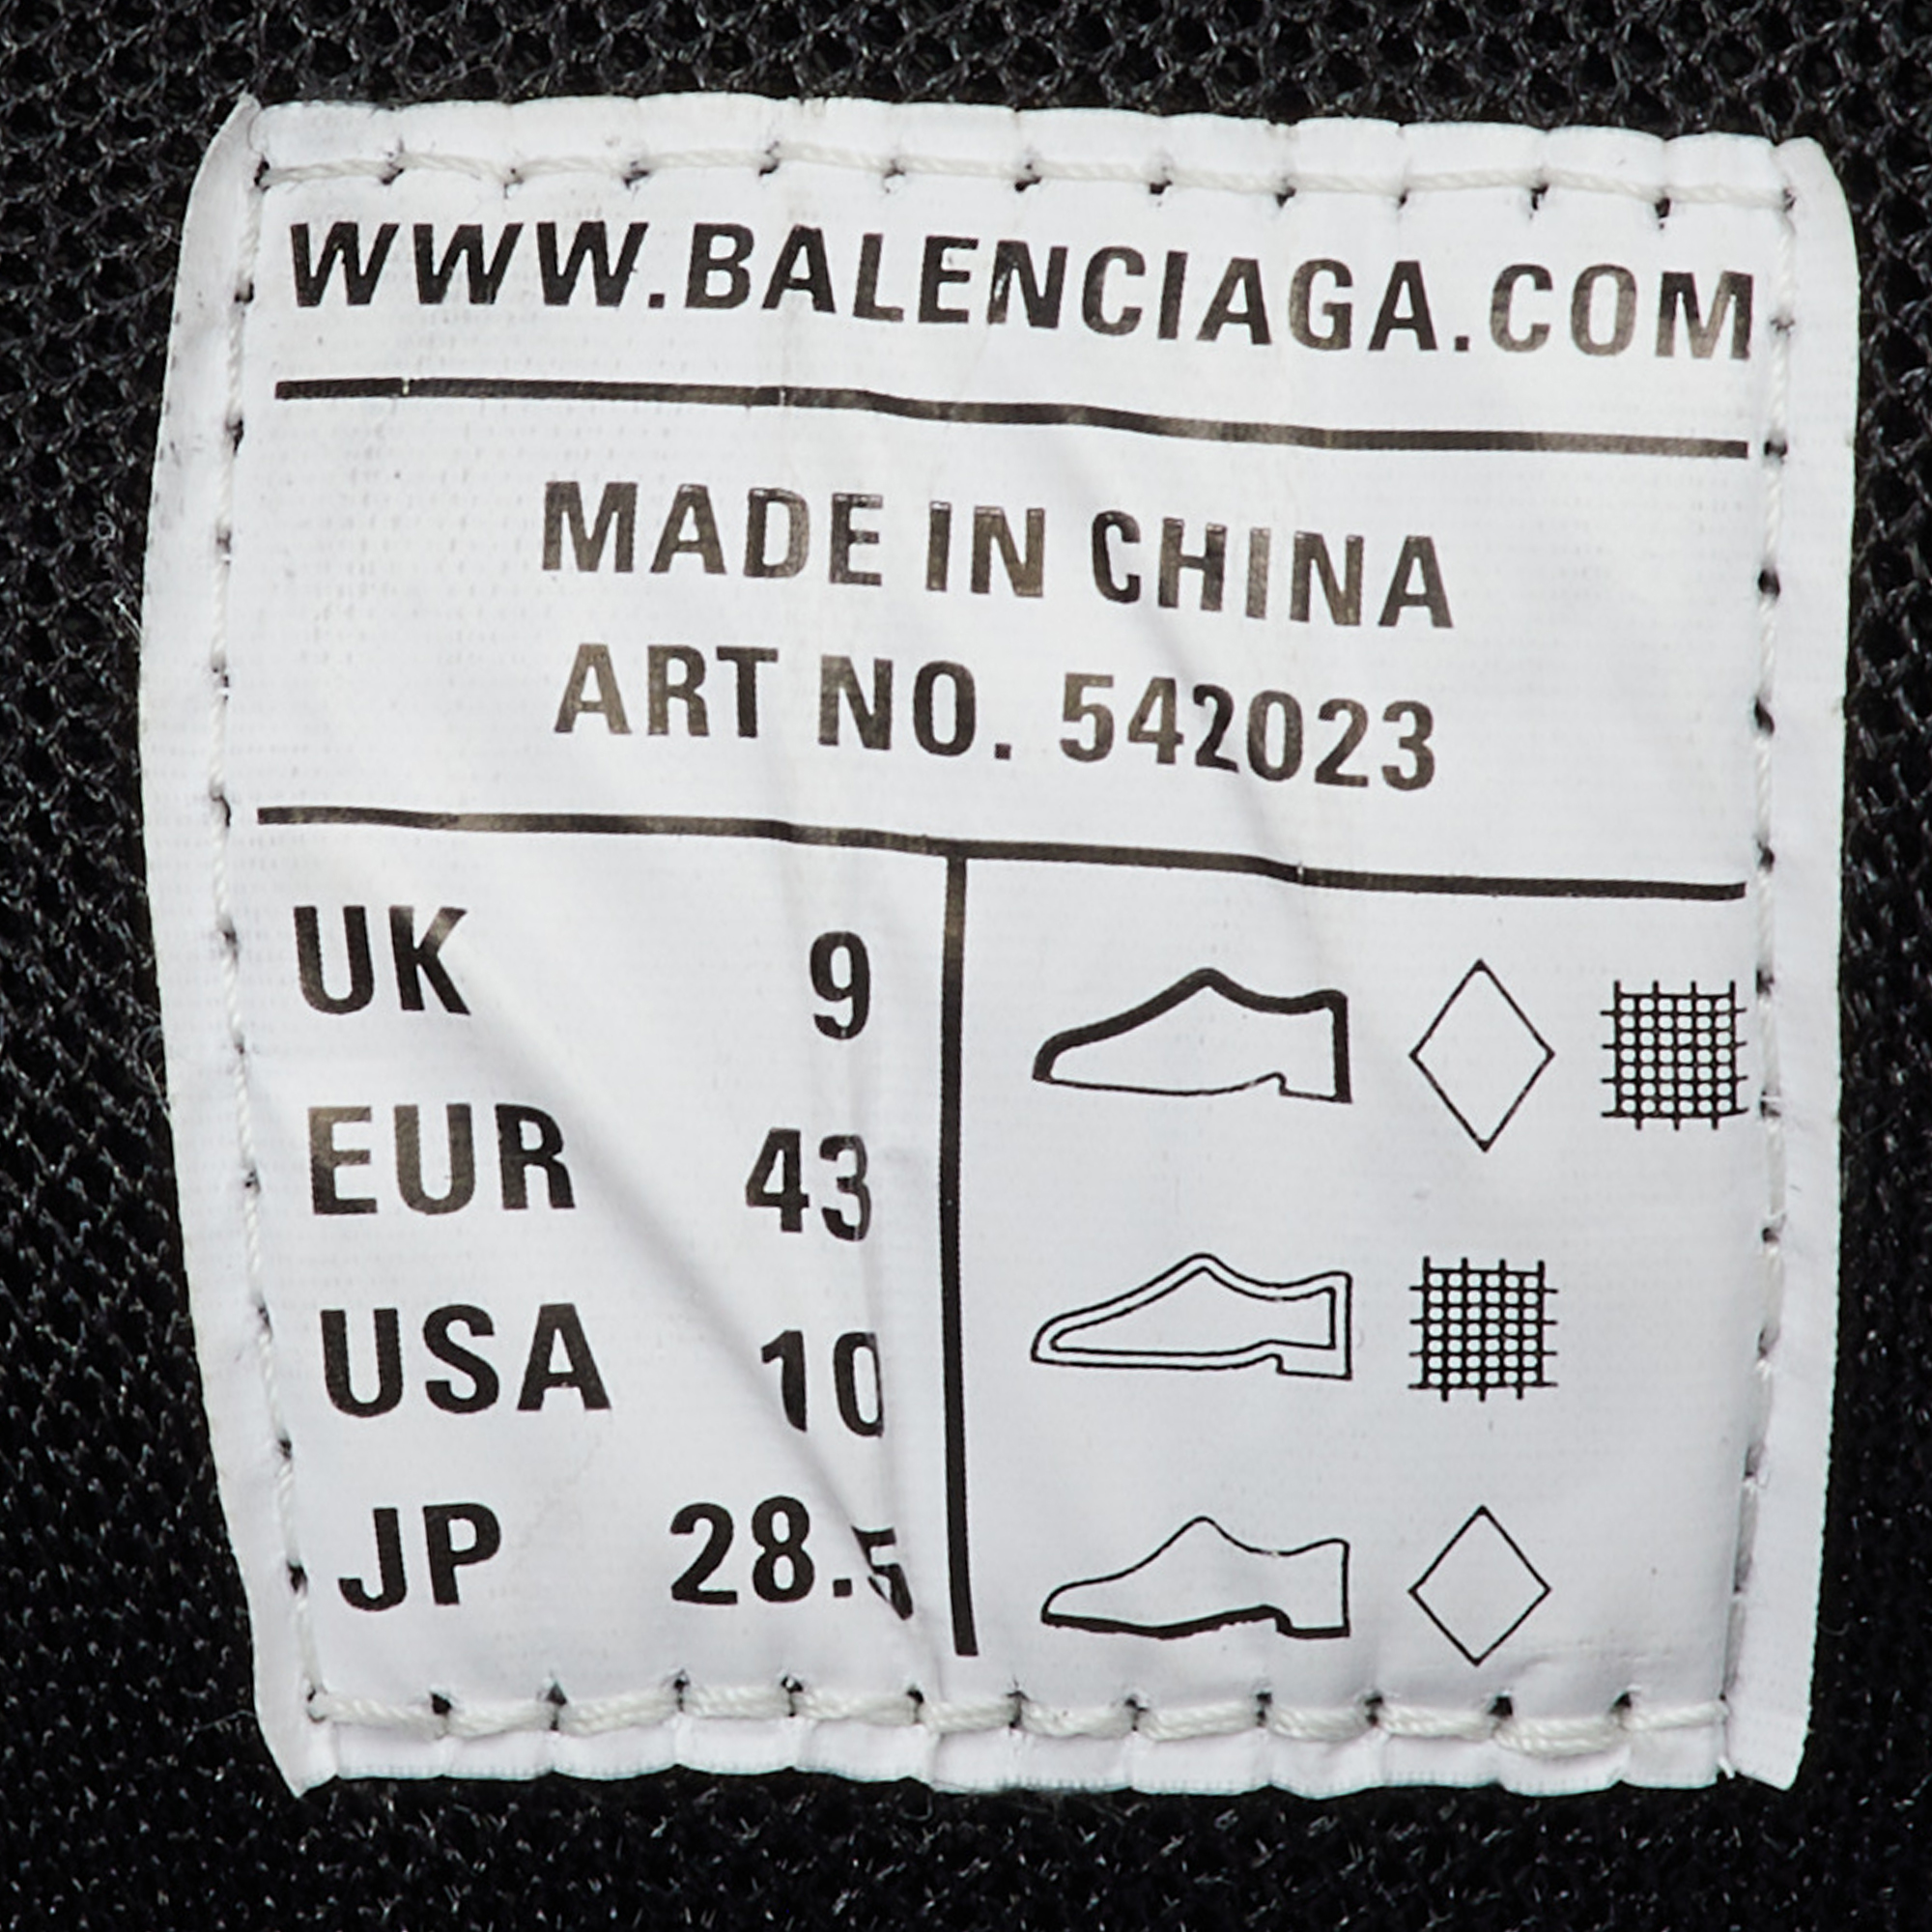 WWW.BALENCIAGA.COM
MADE IN CHINA
ART NO. 542023
UK 9
EUR 43
USA 10
JP 28.5